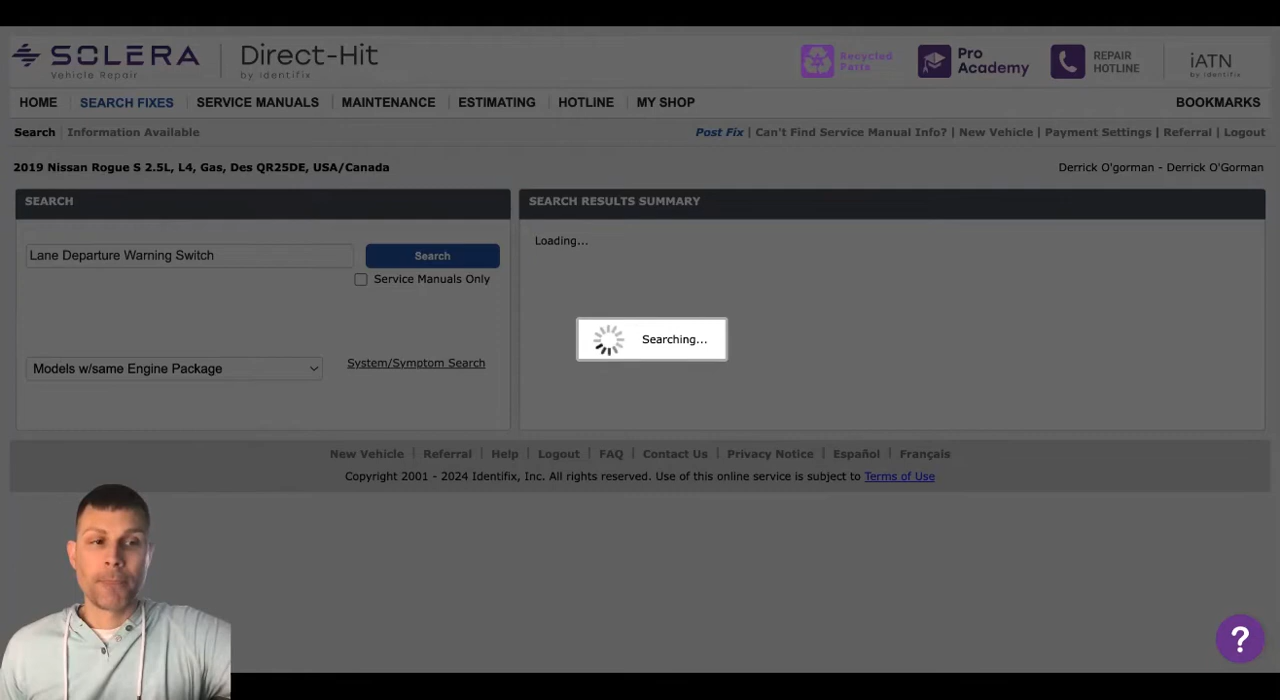 SOLERA
Vehicle Repair
Direct-Hit
by Identifix
Recycled
Parts
Pro
Academy
REPAIR
HOTLINE
iATN
by Identifix
HOME SEARCH FIXES SERVICE MANUALS MAINTENANCE ESTIMATING HOTLINE MY SHOP BOOKMARKS
Search Information Available Post Fix | Can't Find Service Manual Info? | New Vehicle | Payment Settings | Referral | Logout
2019 Nissan Rogue S 2.5L, L4, Gas, Des QR25DE, USA/Canada Derrick O'gorman - Derrick O'Gorman
SEARCH
Lane Departure Warning Switch Search
Service Manuals Only
Models w/same Engine Package System/Symptom Search
SEARCH RESULTS SUMMARY
Loading...
Searching...
New Vehicle | Referral | Help | Logout | FAQ | Contact Us | Privacy Notice | Español | Français
Copyright 2001 - 2024 Identifix, Inc. All rights reserved. Use of this online service is subject to Terms of Use
?